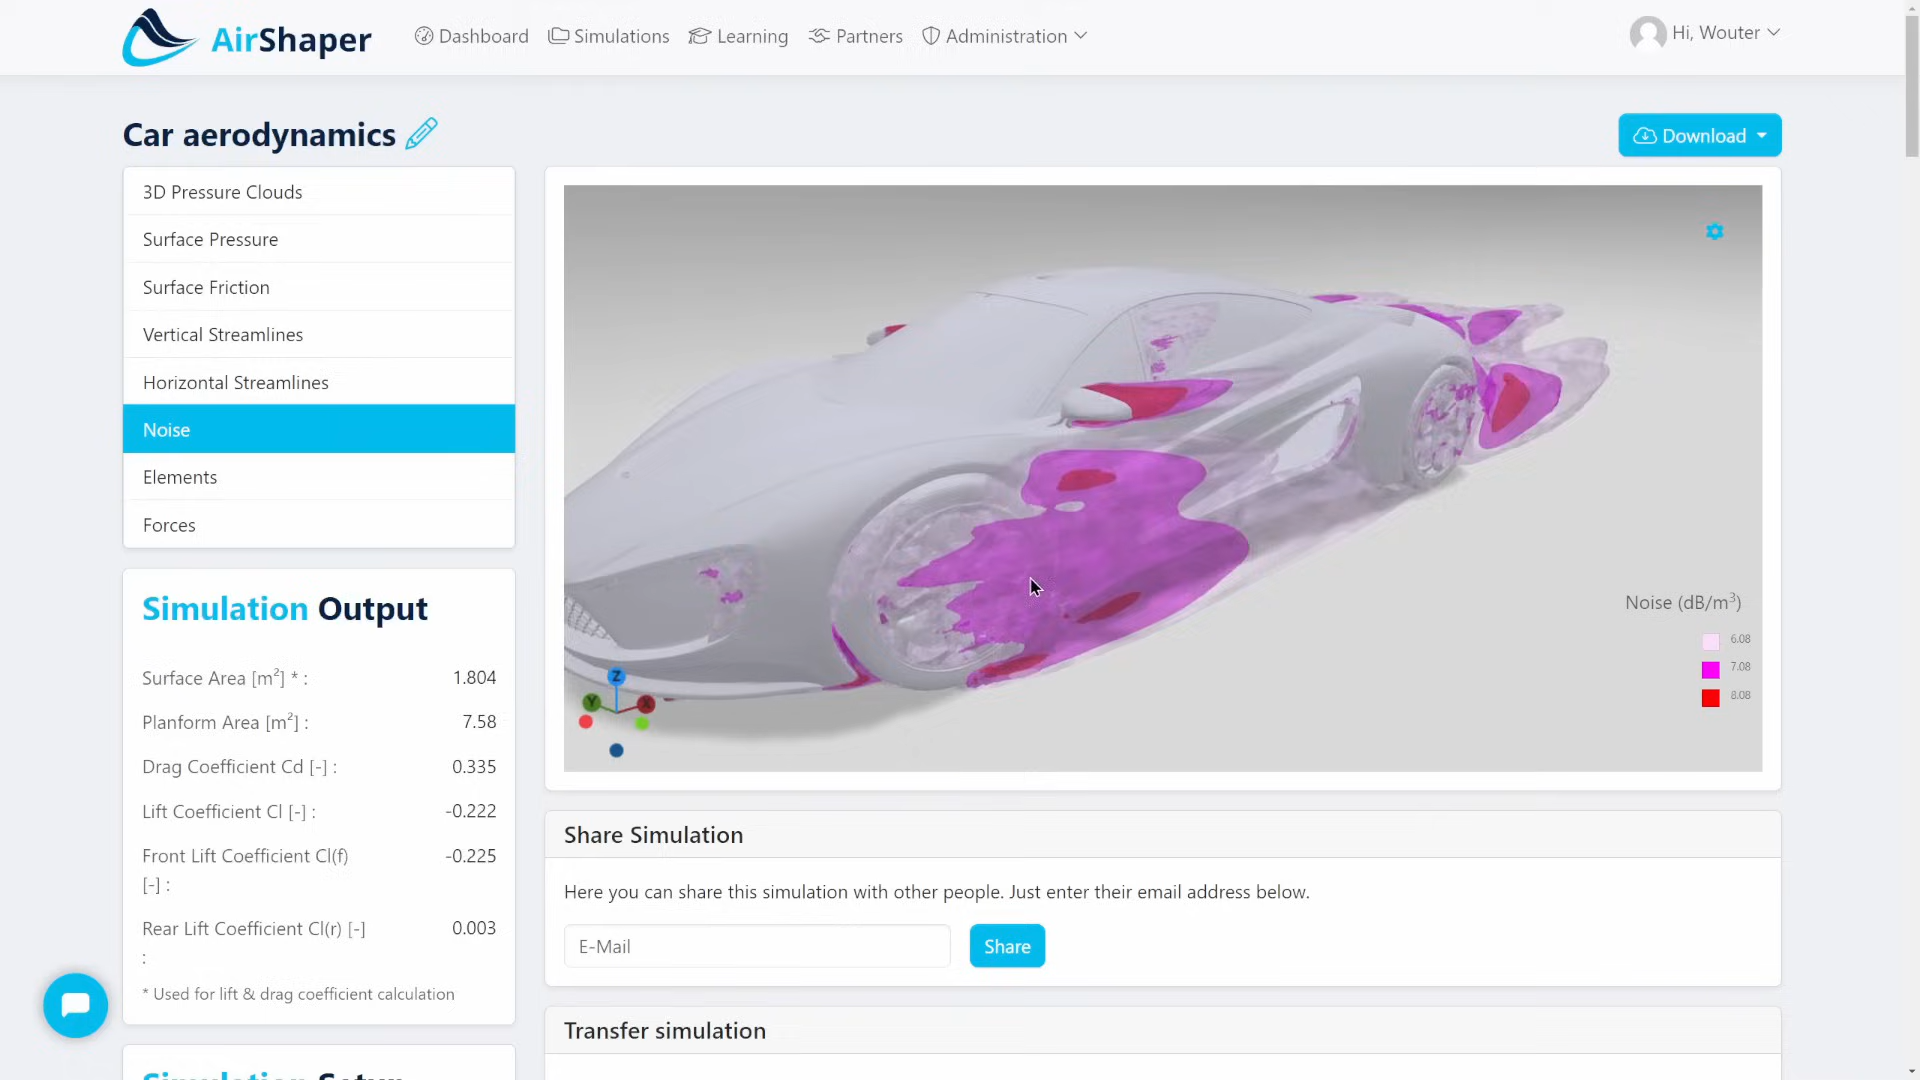 AirShaper
Dashboard
Simulations
Learning
Partners
Administration
Hi, Wouter
Car aerodynamics
Download
3D Pressure Clouds
Surface Pressure
Surface Friction
Vertical Streamlines
Horizontal Streamlines
Noise
Elements
Forces
Noise (dB/m³)
6.08
7.08
8.08
Z
Y
X
Simulation Output
Surface Area [m²] * : 1.804
Planform Area [m²] : 7.58
Drag Coefficient Cd [-] : 0.335
Lift Coefficient Cl [-] : -0.222
Front Lift Coefficient Cl(f) -0.225
[-] :
Rear Lift Coefficient Cl(r) [-] 0.003
:
* Used for lift & drag coefficient calculation
Share Simulation
Here you can share this simulation with other people. Just enter their email address below.
E-Mail
Share
Transfer simulation
Simulation Setup